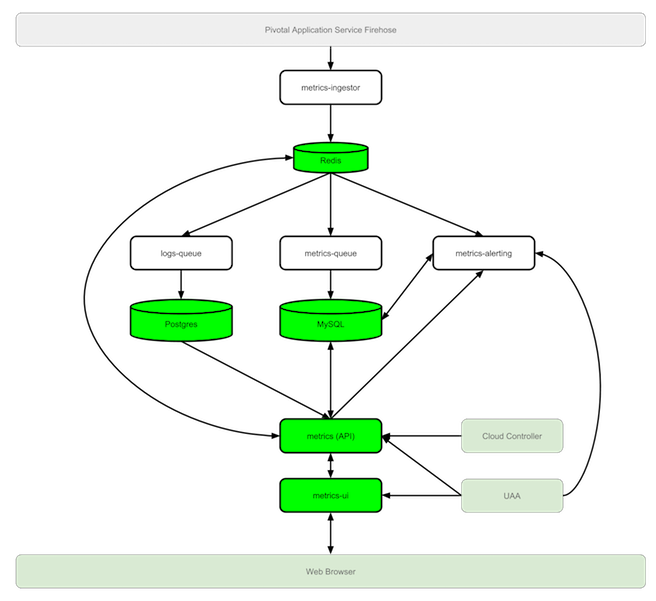 Pivotal Application Service Firehose
metrics-ingestor
Redis
logs-queue
metrics-queue
metrics-alerting
Postgres
MySQL
metrics (API)
Cloud Controller
metrics-ui
UAA
Web Browser